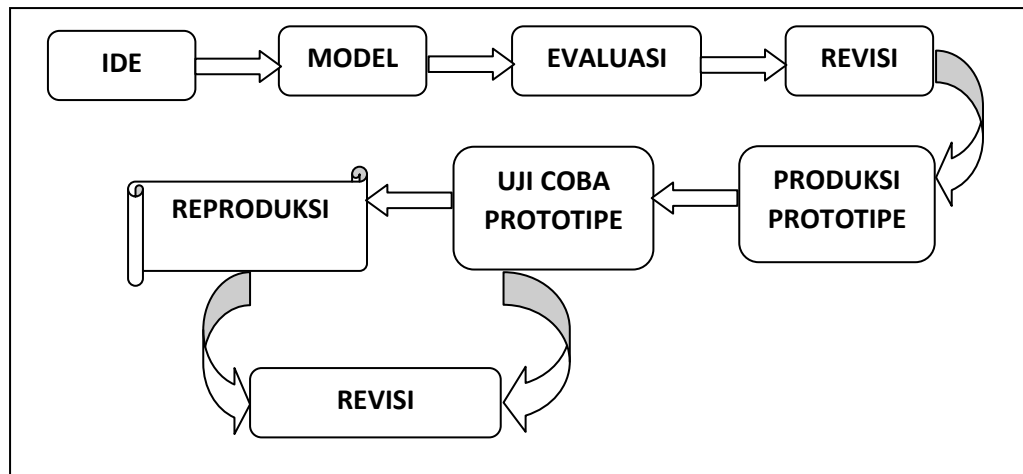 IDE
MODEL
EVALUASI
REVISI
PRODUKSI
PROTOTIPE
UJI COBA
PROTOTIPE
REPRODUKSI
REVISI